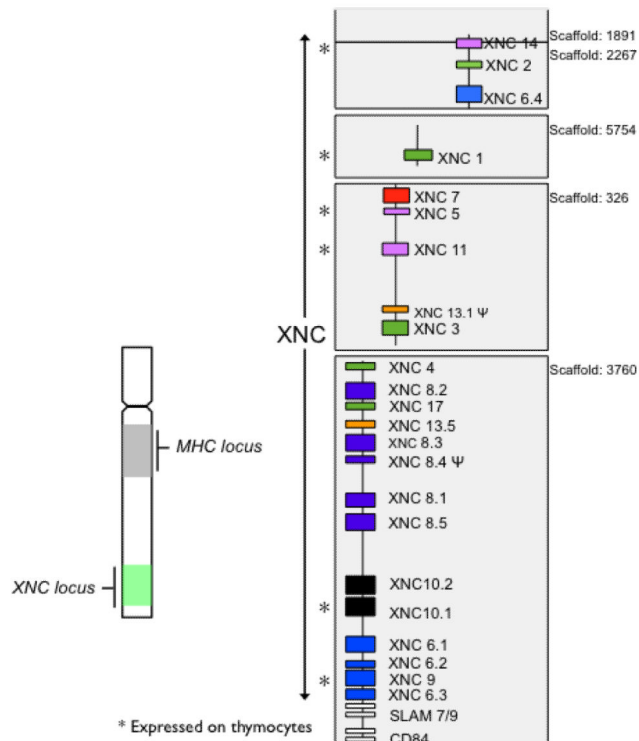 Scaffold: 1891
* XNC 14
Scaffold: 2267
XNC 2
XNC 6.4
Scaffold: 5754
* XNC 1
XNC 7
Scaffold: 326
* XNC 5
* XNC 11
XNC 13.1 Ψ
XNC
XNC 3
XNC 4
Scaffold: 3760
XNC 8.2
XNC 17
XNC 13.5
MHC locus
XNC 8.3
XNC 8.4 Ψ
XNC 8.1
XNC 8.5
XNC locus
XNC10.2
* XNC10.1
XNC 6.1
XNC 6.2
* XNC 9
XNC 6.3
SLAM 7/9
* Expressed on thymocytes
CD84